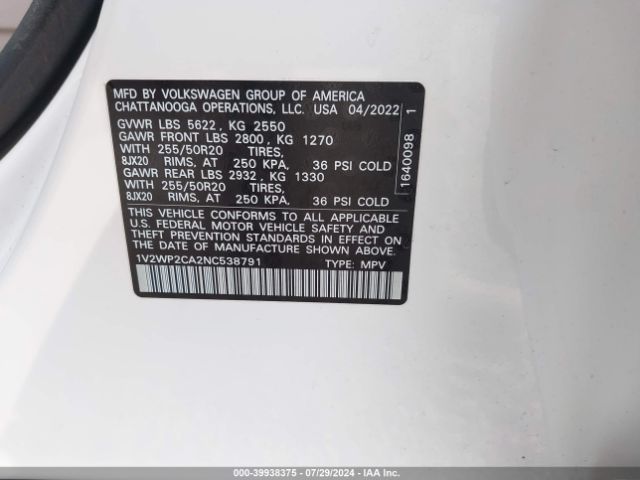 MFD BY VOLKSWAGEN GROUP OF AMERICA
CHATTANOOGA OPERATIONS, LLC. USA 04/2022
GVWR LBS 5622, KG 2550
GAWR FRONT LBS 2800, KG 1270
WITH 255/50R20 TIRES,
8JX20 RIMS, AT 250 KPA, 36 PSI COLD
GAWR REAR LBS 2932, KG 1330
WITH 255/50R20 TIRES,
8JX20 RIMS, AT 250 KPA, 36 PSI COLD
THIS VEHICLE CONFORMS TO ALL APPLICABLE
U.S. FEDERAL MOTOR VEHICLE SAFETY AND
THEFT PREVENTION STANDARDS IN EFFECT ON
THE DATE OF MANUFACTURE SHOWN ABOVE.
1V2WP2CA2NC538791 TYPE: MPV
1640098 1
000-39938375 - 07/29/2024 - IAA Inc.